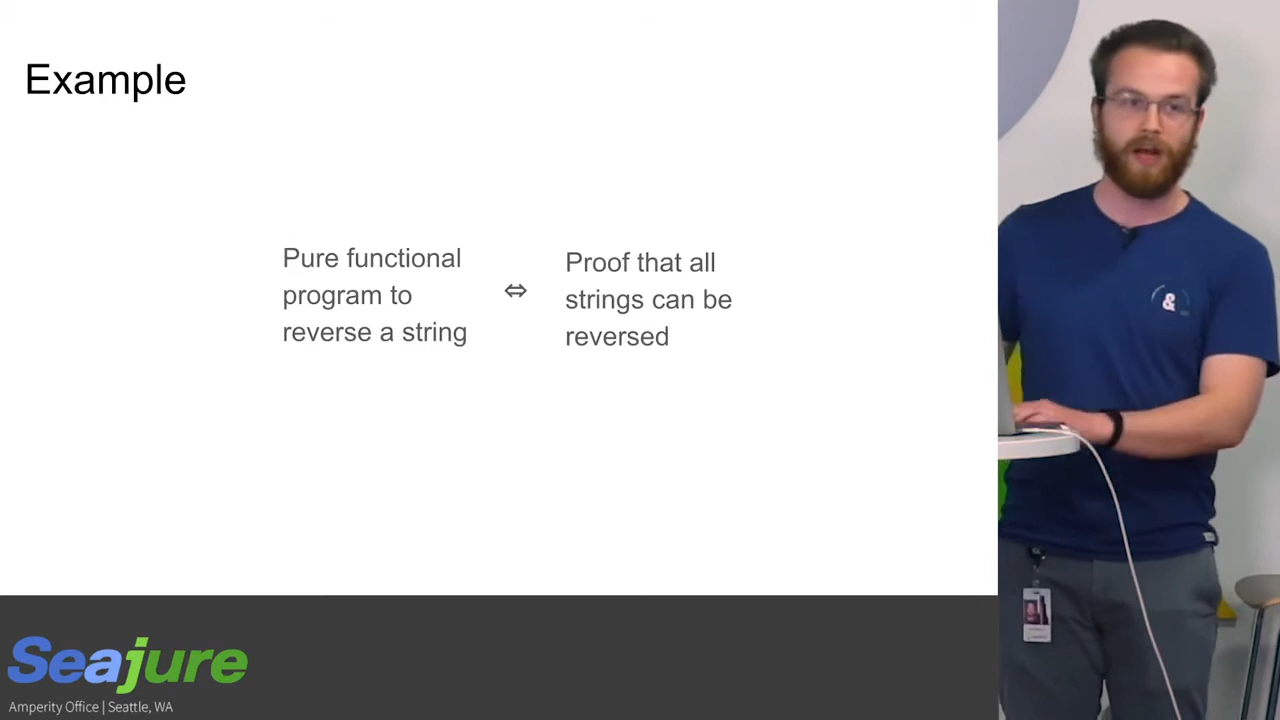 Example
Pure functional
program to
reverse a string
⇔
Proof that all
strings can be
reversed
&
Seajure
Amperity Office | Seattle, WA